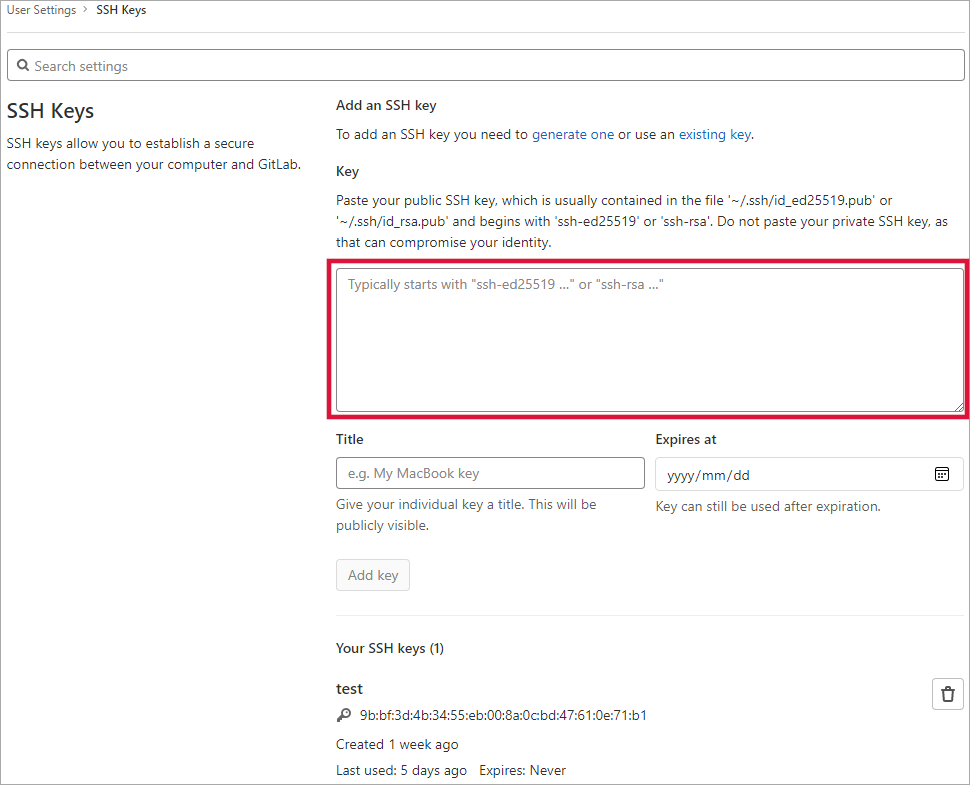 User Settings › SSH Keys
Search settings
SSH Keys
SSH keys allow you to establish a secure
connection between your computer and GitLab.
Add an SSH key
To add an SSH key you need to generate one or use an existing key.
Key
Paste your public SSH key, which is usually contained in the file '~/.ssh/id_ed25519.pub' or
'~/.ssh/id_rsa.pub' and begins with 'ssh-ed25519' or 'ssh-rsa'. Do not paste your private SSH key, as
that can compromise your identity.
Typically starts with "ssh-ed25519 ..." or "ssh-rsa ..."
Title
Expires at
e.g. My MacBook key
yyyy/mm/dd
Give your individual key a title. This will be
publicly visible.
Key can still be used after expiration.
Add key
Your SSH keys (1)
test
9b:bf:3d:4b:34:55:eb:00:8a:0c:bd:47:61:0e:71:b1
Created 1 week ago
Last used: 5 days ago Expires: Never